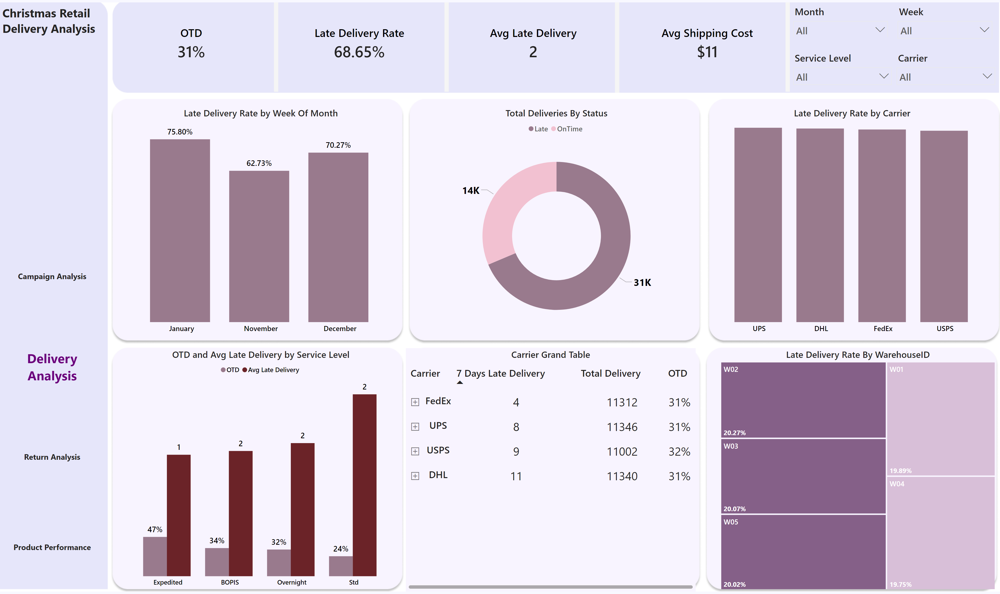 Christmas Retail
Delivery Analysis
Campaign Analysis
Delivery
Analysis
Return Analysis
Product Performance
OTD
31%
Late Delivery Rate
68.65%
Avg Late Delivery
2
Avg Shipping Cost
$11
Month
All
Week
All
Service Level
All
Carrier
All
Late Delivery Rate by Week Of Month
75.80%
62.73%
70.27%
January November December
Total Deliveries By Status
Late OnTime
14K
31K
Late Delivery Rate by Carrier
UPS DHL FedEx USPS
OTD and Avg Late Delivery by Service Level
OTD Avg Late Delivery
47% 1
34% 2
32% 2
24% 2
Expedited BOPIS Overnight Std
Carrier Grand Table
Carrier 7 Days Late Delivery Total Delivery OTD
FedEx 4 11312 31%
UPS 8 11346 31%
USPS 9 11002 32%
DHL 11 11340 31%
Late Delivery Rate By WarehouseID
W02
20.27%
W03
20.07%
W05
20.02%
W01
19.89%
W04
19.75%